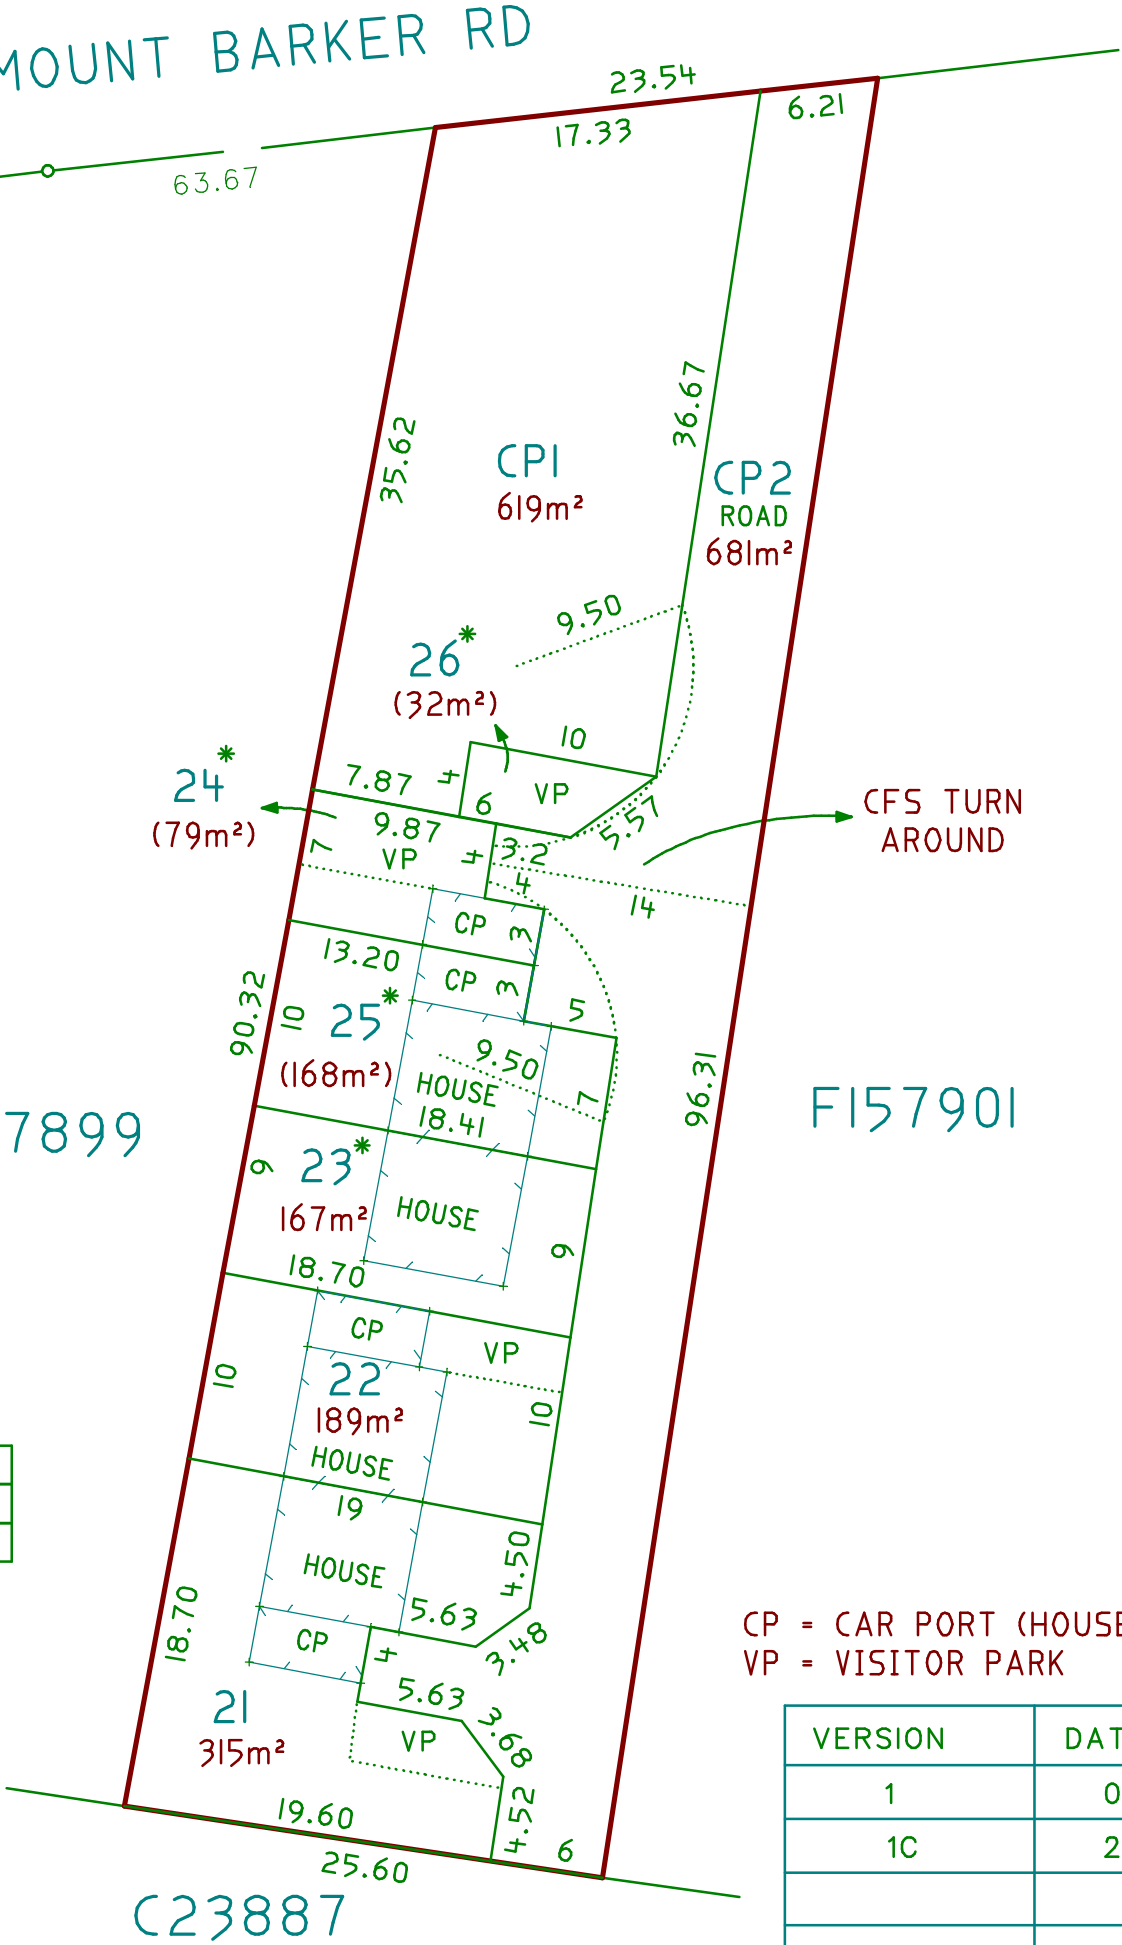 MOUNT BARKER RD
23.54
17.33
6.21
63.67
35.62
36.67
CP1
619m²
CP2
ROAD
681m²
9.50
26*
(32m²)
10
4
VP
24*
(79m²)
7.87
6
5.57
CFS TURN
AROUND
9.87
7
VP
4
3.2
4
14
CP
3
13.20
CP
3
5
90.32
10
25*
(168m²)
9.50
HOUSE
7
96.31
F157901
7899
18.41
9
23*
167m²
HOUSE
9
18.70
CP
VP
10
22
189m²
10
HOUSE
19
HOUSE
4.50
5.63
3.48
18.70
CP
4
5.63
3.68
21
315m²
VP
4.52
19.60
6
25.60
C23887
CP = CAR PORT (HOUSE
VP = VISITOR PARK
VERSION DAT
1 0
1C 2